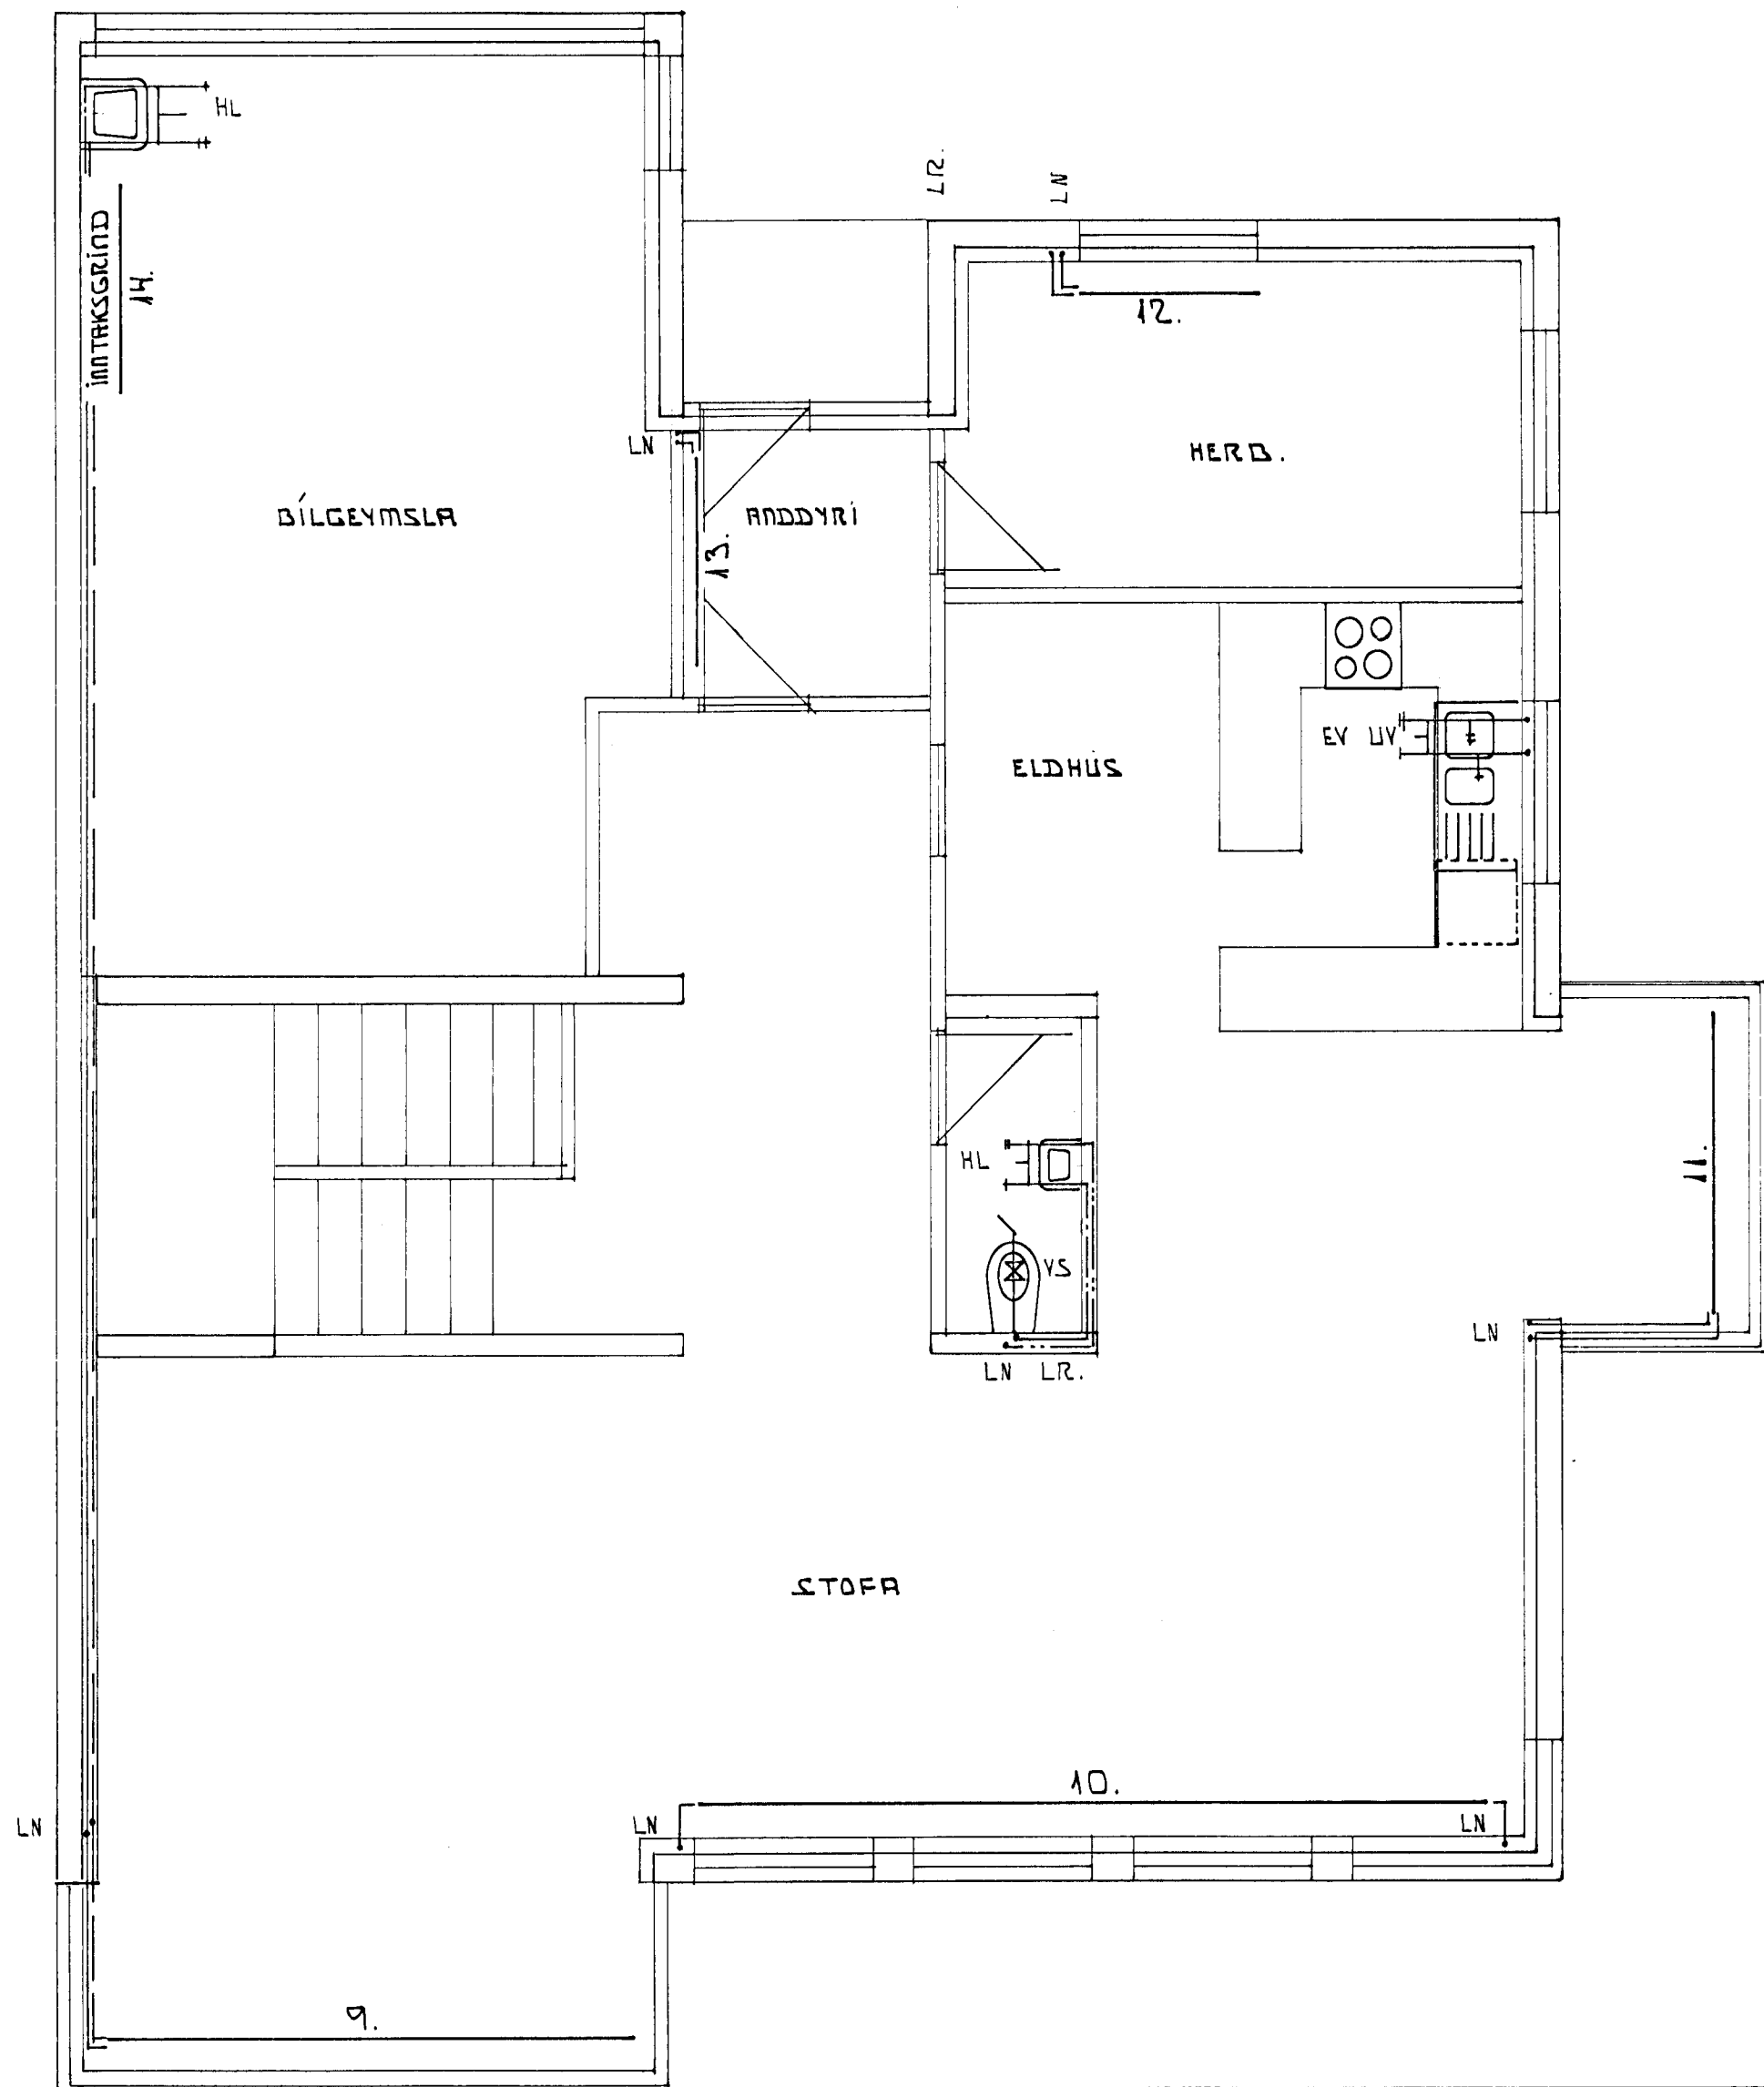 HL
LR.
LN
INNTAKSGRIND
14.
12.
LN
HERB.
BÍLGEYMSLA
ANDDYRI
13.
EV UV
ELDHÚS
HL
11.
VS
LN
LN LR.
STOFA
10.
LN
LN
LN
9.